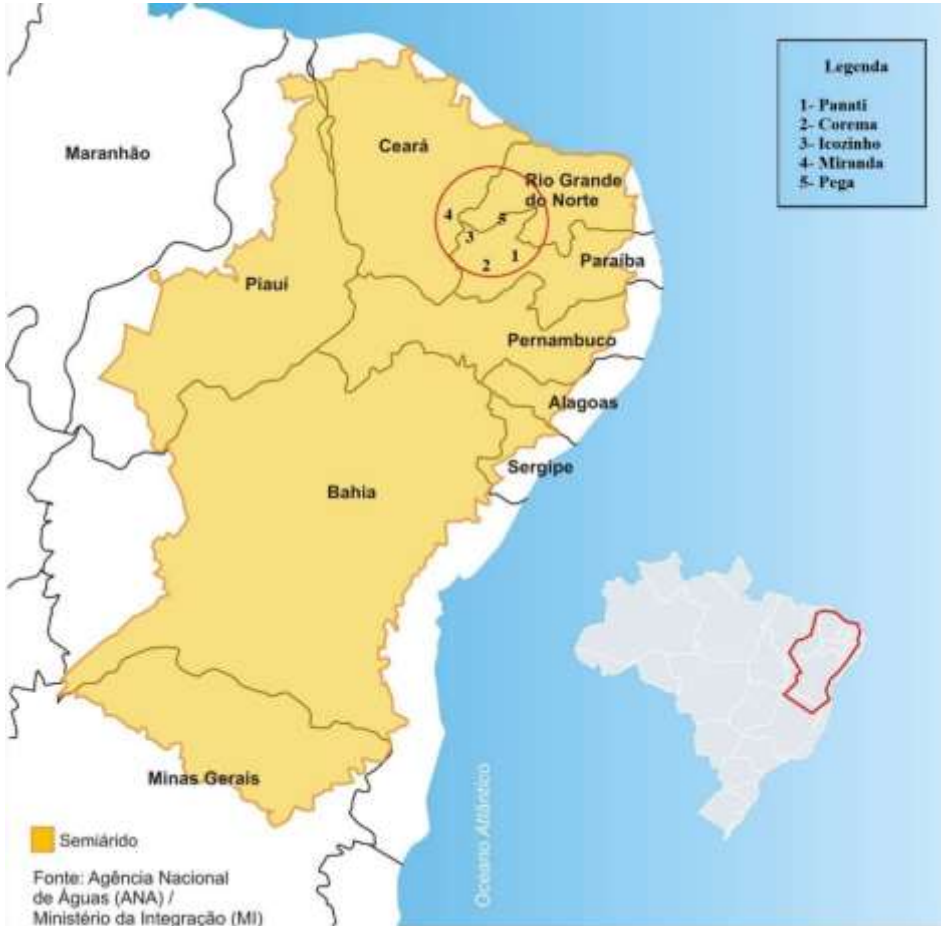 Legenda
1- Panati
2- Corema
3- Icozinho
4- Miranda
5- Pega
Maranhão
Ceará
Rio Grande
do Norte
4
5
3
1
2
Paraíba
Piauí
Pernambuco
Alagoas
Sergipe
Bahia
Minas Gerais
Oceano Atlântico
Semiárido
Fonte: Agência Nacional
de Águas (ANA) /
Ministério da Integração (MI)